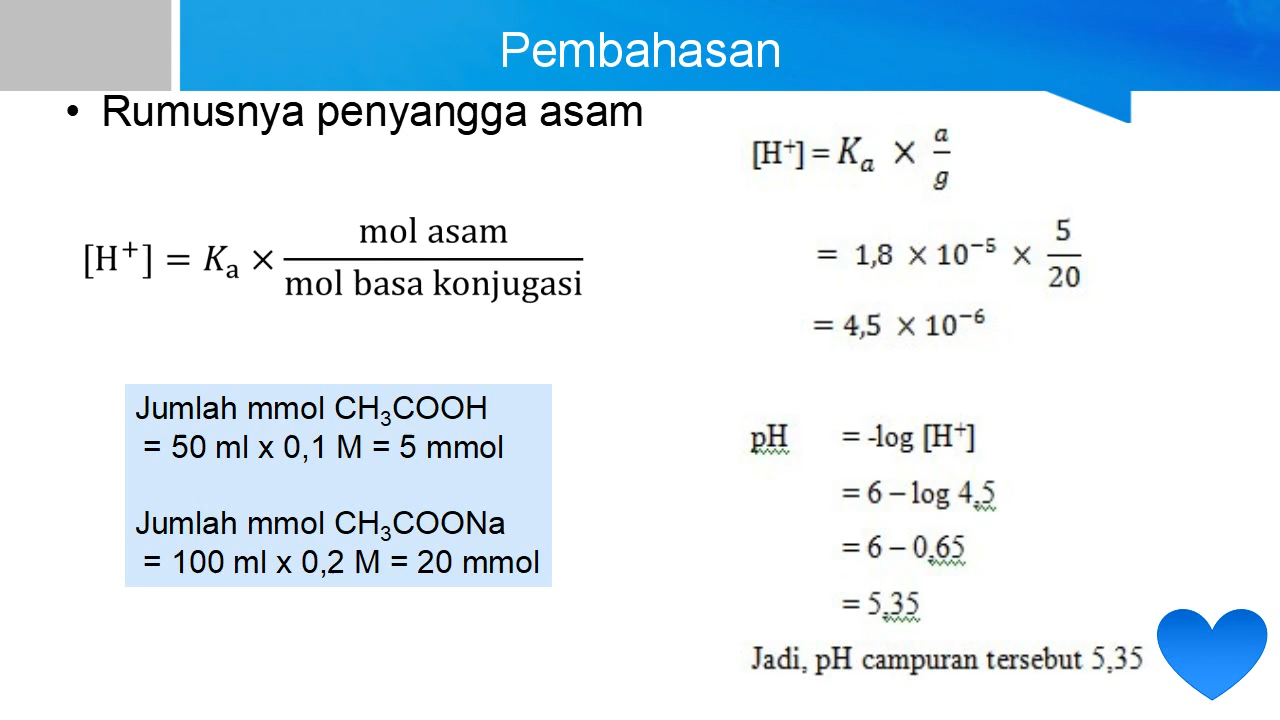 Pembahasan
• Rumusnya penyangga asam
[H⁺] = Kₐ × mol asam / mol basa konjugasi
Jumlah mmol CH₃COOH
= 50 ml x 0,1 M = 5 mmol
Jumlah mmol CH₃COONa
= 100 ml x 0,2 M = 20 mmol
[H⁺] = Kₐ × a / g
= 1,8 × 10⁻⁵ × 5 / 20
= 4,5 × 10⁻⁶
pH = -log [H⁺]
= 6 – log 4,5
= 6 – 0,65
= 5,35
Jadi, pH campuran tersebut 5,35